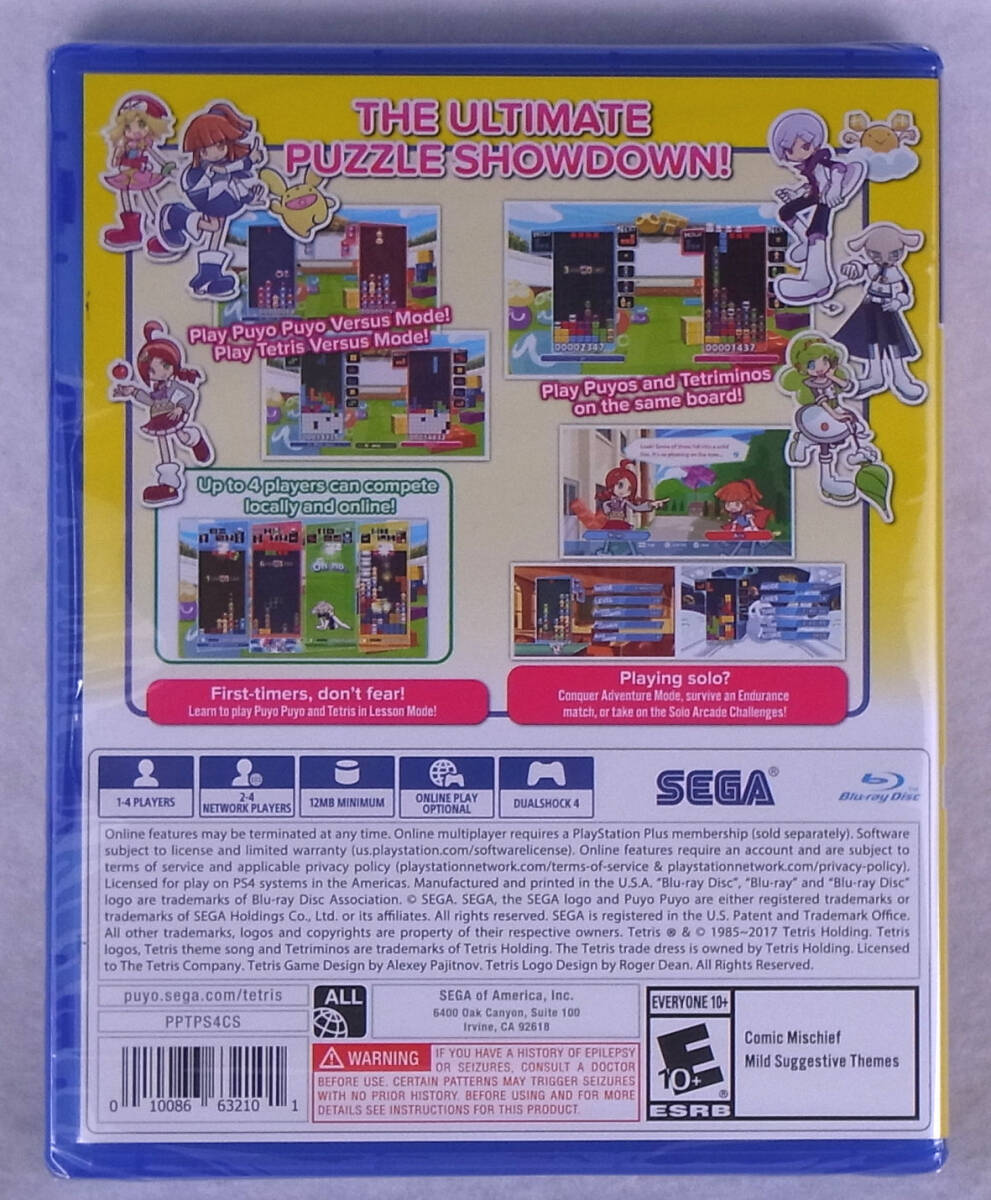 THE ULTIMATE
PUZZLE SHOWDOWN!
Play Puyo Puyo Versus Mode!
Play Tetris Versus Mode!
00002347
00001437
Play Puyos and Tetriminos
on the same board!
Up to 4 players can compete
locally and online!
Oh no
First-timers, don't fear!
Learn to play Puyo Puyo and Tetris in Lesson Mode!
Playing solo?
Conquer Adventure Mode, survive an Endurance
match, or take on the Solo Arcade Challenges!
1-4 PLAYERS
2-4
NETWORK PLAYERS
12MB MINIMUM
ONLINE PLAY
OPTIONAL
DUALSHOCK 4
SEGA®
Blu-ray Disc™
Online features may be terminated at any time. Online multiplayer requires a PlayStation Plus membership (sold separately). Software
subject to license and limited warranty (us.playstation.com/softwarelicense). Online features require an account and are subject to
terms of service and applicable privacy policy (playstationnetwork.com/terms-of-service & playstationnetwork.com/privacy-policy).
Licensed for play on PS4 systems in the Americas. Manufactured and printed in the U.S.A. "Blu-ray Disc", "Blu-ray" and "Blu-ray Disc"
logo are trademarks of Blu-ray Disc Association. © SEGA. SEGA, the SEGA logo and Puyo Puyo are either registered trademarks or
trademarks of SEGA Holdings Co., Ltd. or its affiliates. All rights reserved. SEGA is registered in the U.S. Patent and Trademark Office.
All other trademarks, logos and copyrights are property of their respective owners. Tetris ® & © 1985~2017 Tetris Holding. Tetris
logos, Tetris theme song and Tetriminos are trademarks of Tetris Holding. The Tetris trade dress is owned by Tetris Holding. Licensed
to The Tetris Company. Tetris Game Design by Alexey Pajitnov. Tetris Logo Design by Roger Dean. All Rights Reserved.
puyo.sega.com/tetris
PPTPS4CS
ALL
SEGA of America, Inc.
6400 Oak Canyon, Suite 100
Irvine, CA 92618
WARNING IF YOU HAVE A HISTORY OF EPILEPSY
OR SEIZURES, CONSULT A DOCTOR
BEFORE USE. CERTAIN PATTERNS MAY TRIGGER SEIZURES
WITH NO PRIOR HISTORY. BEFORE USING AND FOR MORE
DETAILS SEE INSTRUCTIONS FOR THIS PRODUCT.
0 10086 63210 1
EVERYONE 10+
E
10+
®
ESRB
Comic Mischief
Mild Suggestive Themes